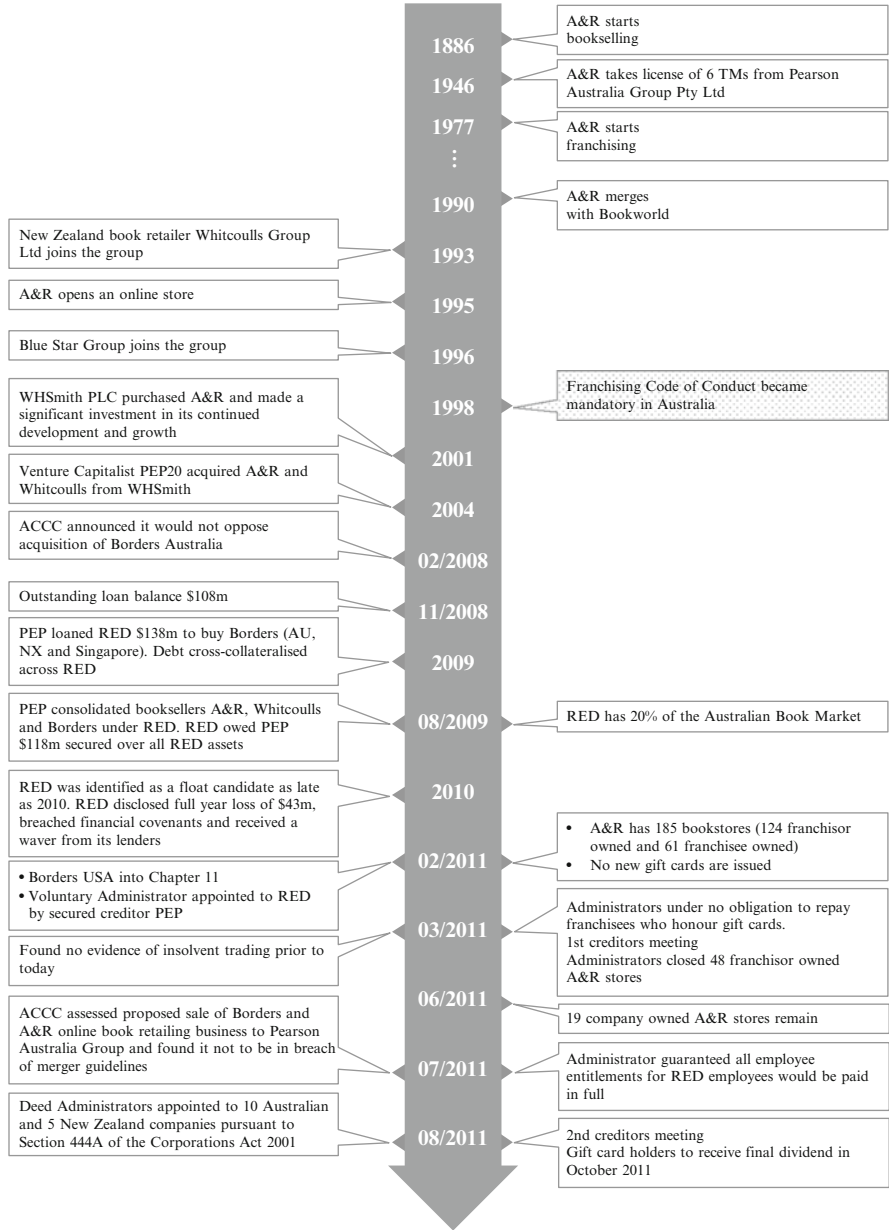 1886
A&R starts
bookselling
1946
A&R takes license of 6 TMs from Pearson
Australia Group Pty Ltd
1977
A&R starts
franchising
⋮
1990
A&R merges
with Bookworld
New Zealand book retailer Whitcoulls Group
Ltd joins the group
1993
A&R opens an online store
1995
Blue Star Group joins the group
1996
1998
Franchising Code of Conduct became
mandatory in Australia
WHSmith PLC purchased A&R and made a
significant investment in its continued
development and growth
2001
Venture Capitalist PEP20 acquired A&R and
Whitcoulls from WHSmith
2004
ACCC announced it would not oppose
acquisition of Borders Australia
02/2008
Outstanding loan balance $108m
11/2008
PEP loaned RED $138m to buy Borders (AU,
NX and Singapore). Debt cross-collateralised
across RED
2009
PEP consolidated booksellers A&R, Whitcoulls
and Borders under RED. RED owed PEP
$118m secured over all RED assets
08/2009
RED has 20% of the Australian Book Market
RED was identified as a float candidate as late
as 2010. RED disclosed full year loss of $43m,
breached financial covenants and received a
waver from its lenders
2010
• Borders USA into Chapter 11
• Voluntary Administrator appointed to RED
by secured creditor PEP
02/2011
• A&R has 185 bookstores (124 franchisor
owned and 61 franchisee owned)
• No new gift cards are issued
Found no evidence of insolvent trading prior to
today
03/2011
Administrators under no obligation to repay
franchisees who honour gift cards.
1st creditors meeting
Administrators closed 48 franchisor owned
A&R stores
06/2011
19 company owned A&R stores remain
ACCC assessed proposed sale of Borders and
A&R online book retailing business to Pearson
Australia Group and found it not to be in breach
of merger guidelines
07/2011
Administrator guaranteed all employee
entitlements for RED employees would be paid
in full
Deed Administrators appointed to 10 Australian
and 5 New Zealand companies pursuant to
Section 444A of the Corporations Act 2001
08/2011
2nd creditors meeting
Gift card holders to receive final dividend in
October 2011